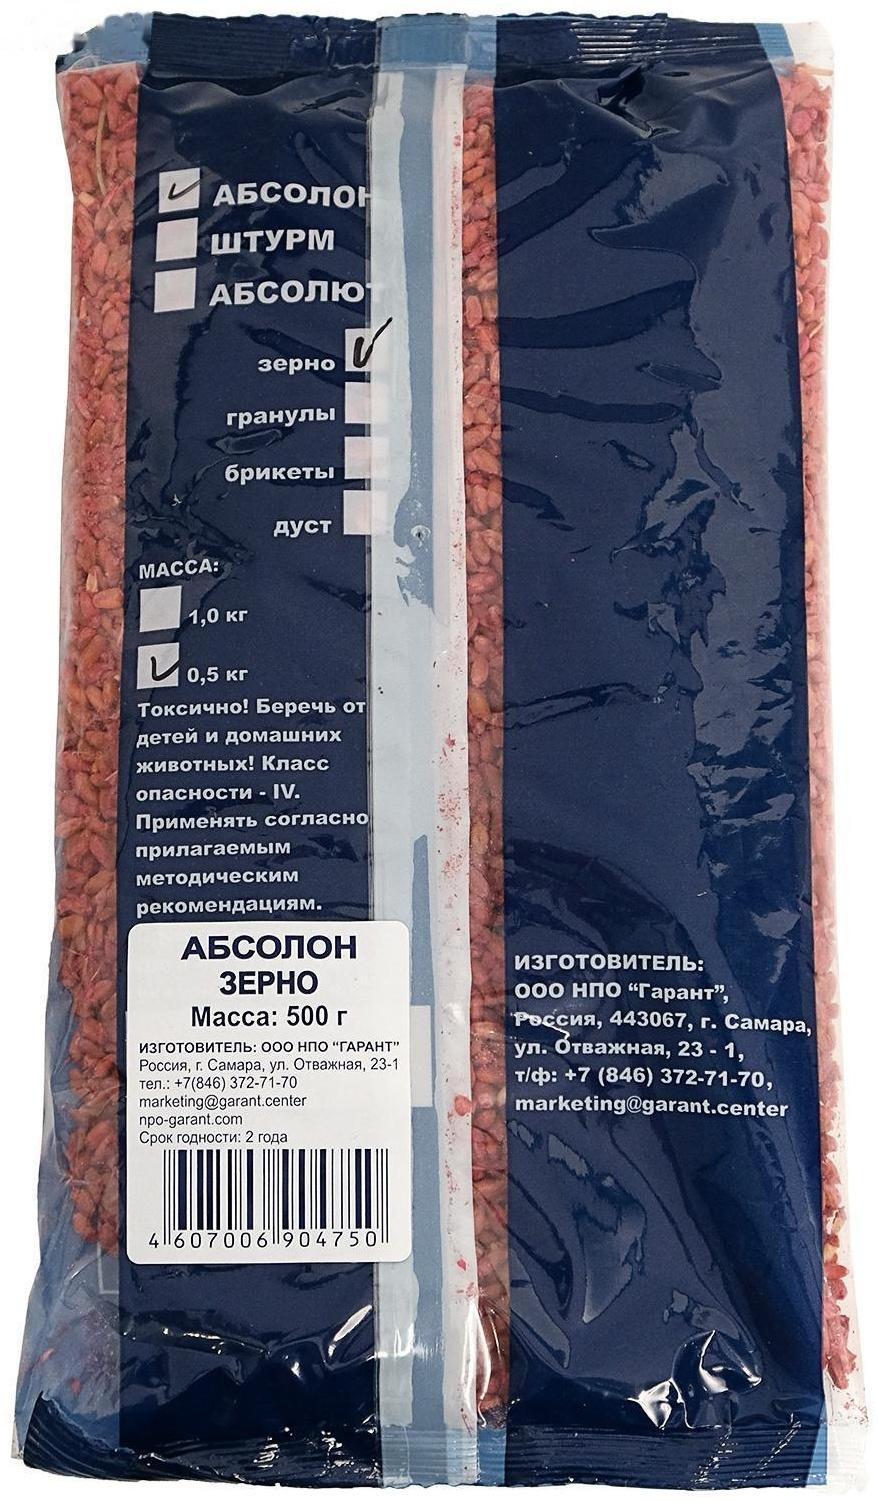 АБСОЛОН
ШТУРМ
АБСОЛЮТ
зерно
гранулы
брикеты
дуст
МАССА:
1,0 кг
0,5 кг
Токсично! Беречь от
детей и домашних
животных! Класс
опасности - IV.
Применять согласно
прилагаемым
методическим
рекомендациям.
АБСОЛОН
ЗЕРНО
Масса: 500 г
ИЗГОТОВИТЕЛЬ: ООО НПО “ГАРАНТ”
Россия, г. Самара, ул. Отважная, 23-1
тел.: +7(846) 372-71-70
marketing@garant.center
npo-garant.com
Срок годности: 2 года
4 607006 904750
ИЗГОТОВИТЕЛЬ:
ООО НПО “Гарант”,
Россия, 443067, г. Самара,
ул. Отважная, 23 - 1,
т/ф: +7 (846) 372-71-70,
marketing@garant.center